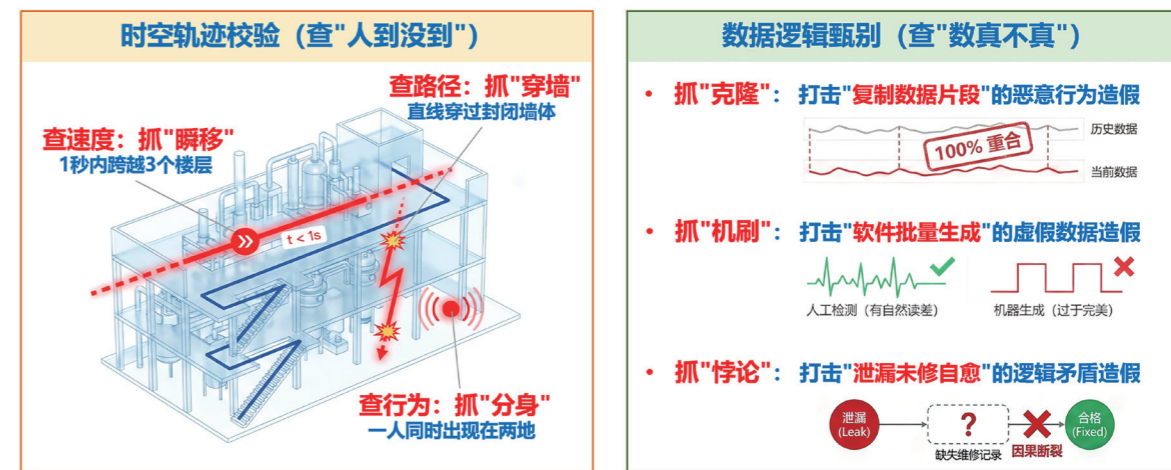 时空轨迹校验（查"人到没到"）
查路径：抓"穿墙"
直线穿过封闭墙体
查速度：抓"瞬移"
1秒内跨越3个楼层
t < 1s
查行为：抓"分身"
一人同时出现在两地
数据逻辑甄别（查"数真不真"）
• 抓"克隆"：打击"复制数据片段"的恶意行为造假
历史数据
100% 重合
当前数据
• 抓"机刷"：打击"软件批量生成"的虚假数据造假
人工检测（有自然读差）
机器生成（过于完美）
• 抓"悖论"：打击"泄漏未修自愈"的逻辑矛盾造假
泄漏
(Leak)
?
合格
(Fixed)
缺失维修记录
因果断裂